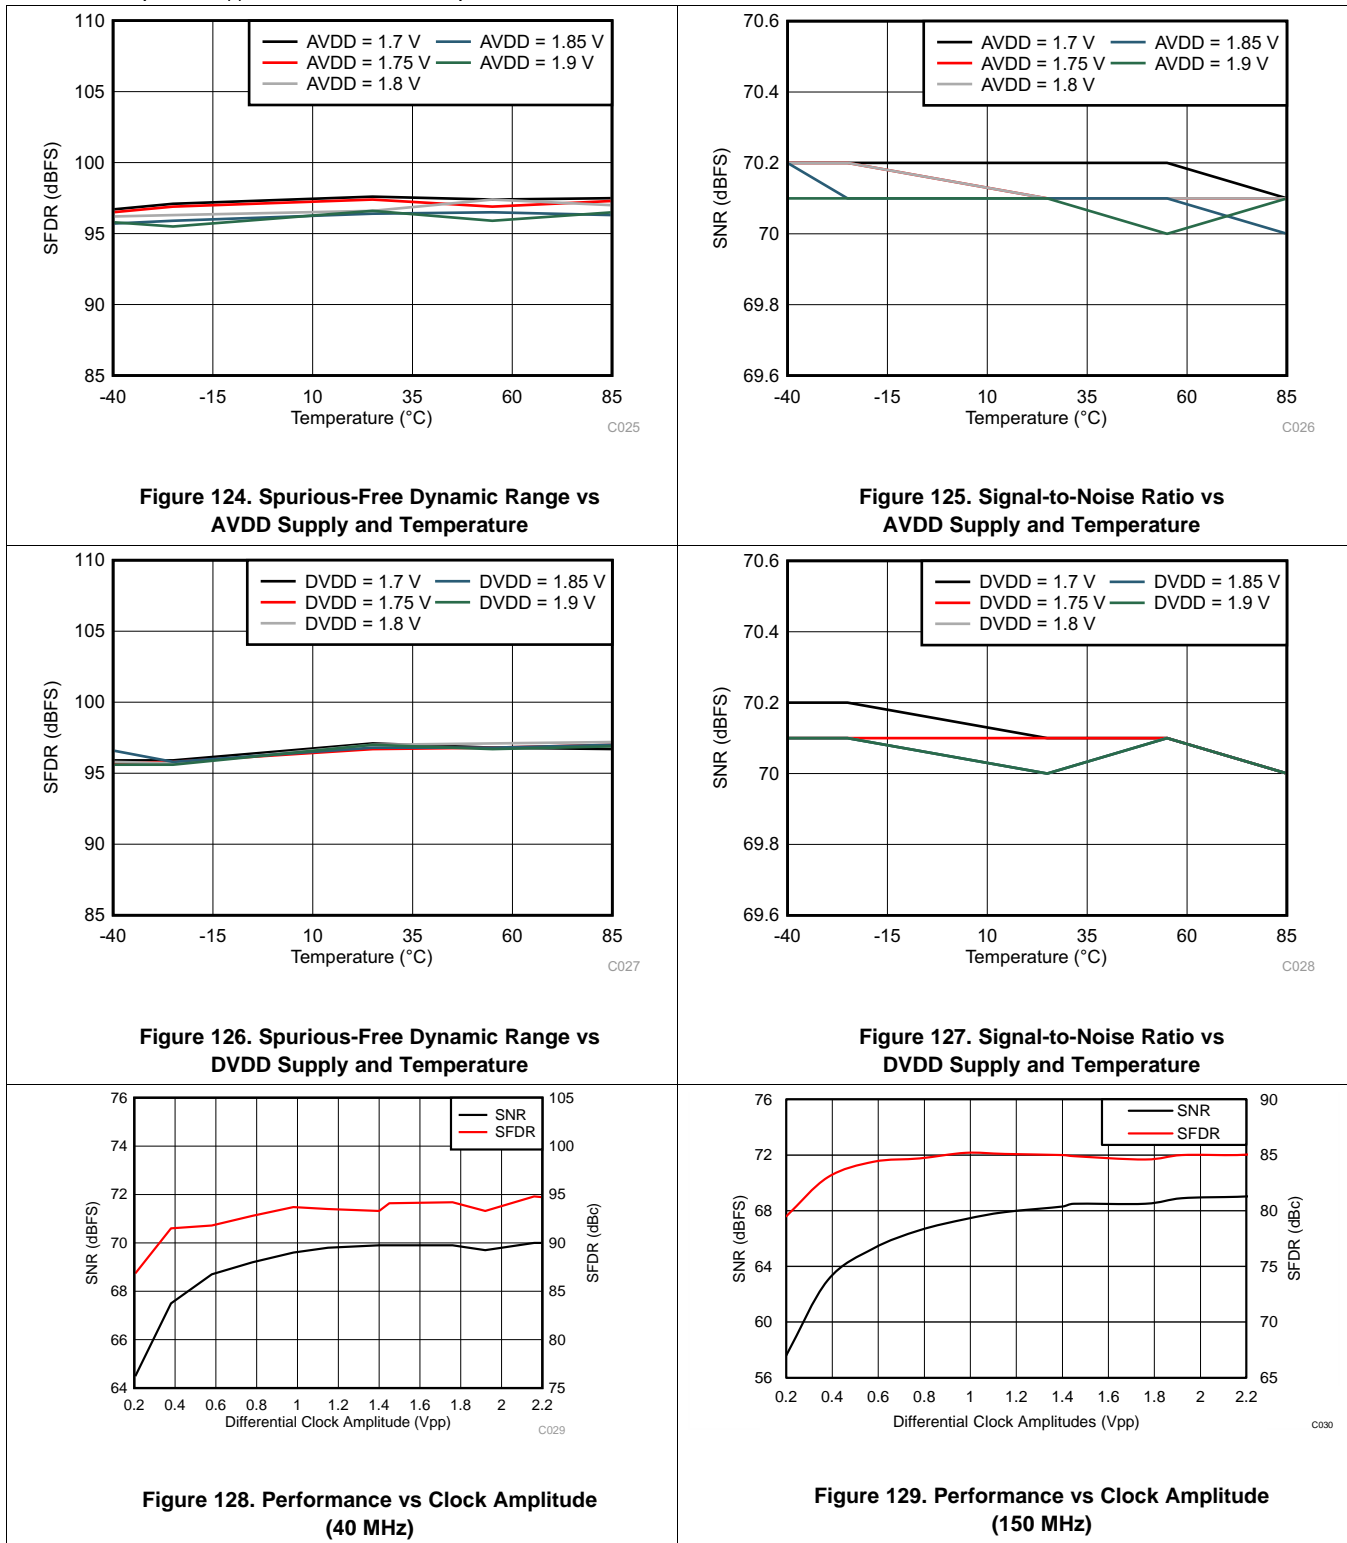 110
105
100
95
90
85
SFDR (dBFS)
AVDD = 1.7 V
AVDD = 1.75 V
AVDD = 1.8 V
AVDD = 1.85 V
AVDD = 1.9 V
-40 -15 10 35 60 85
Temperature (°C)
C025
Figure 124. Spurious-Free Dynamic Range vs
AVDD Supply and Temperature
70.6
70.4
70.2
70
69.8
69.6
SNR (dBFS)
AVDD = 1.7 V
AVDD = 1.75 V
AVDD = 1.8 V
AVDD = 1.85 V
AVDD = 1.9 V
-40 -15 10 35 60 85
Temperature (°C)
C026
Figure 125. Signal-to-Noise Ratio vs
AVDD Supply and Temperature
110
105
100
95
90
85
SFDR (dBFS)
DVDD = 1.7 V
DVDD = 1.75 V
DVDD = 1.8 V
DVDD = 1.85 V
DVDD = 1.9 V
-40 -15 10 35 60 85
Temperature (°C)
C027
Figure 126. Spurious-Free Dynamic Range vs
DVDD Supply and Temperature
70.6
70.4
70.2
70
69.8
69.6
SNR (dBFS)
DVDD = 1.7 V
DVDD = 1.75 V
DVDD = 1.8 V
DVDD = 1.85 V
DVDD = 1.9 V
-40 -15 10 35 60 85
Temperature (°C)
C028
Figure 127. Signal-to-Noise Ratio vs
DVDD Supply and Temperature
76
74
72
70
68
66
64
SNR (dBFS)
SNR
SFDR
105
100
95
90
85
80
75
SFDR (dBc)
0.2 0.4 0.6 0.8 1 1.2 1.4 1.6 1.8 2 2.2
Differential Clock Amplitude (Vpp)
C029
Figure 128. Performance vs Clock Amplitude
(40 MHz)
76
72
68
64
60
56
SNR (dBFS)
SNR
SFDR
90
85
80
75
70
65
SFDR (dBc)
0.2 0.4 0.6 0.8 1 1.2 1.4 1.6 1.8 2 2.2
Differential Clock Amplitudes (Vpp)
C030
Figure 129. Performance vs Clock Amplitude
(150 MHz)